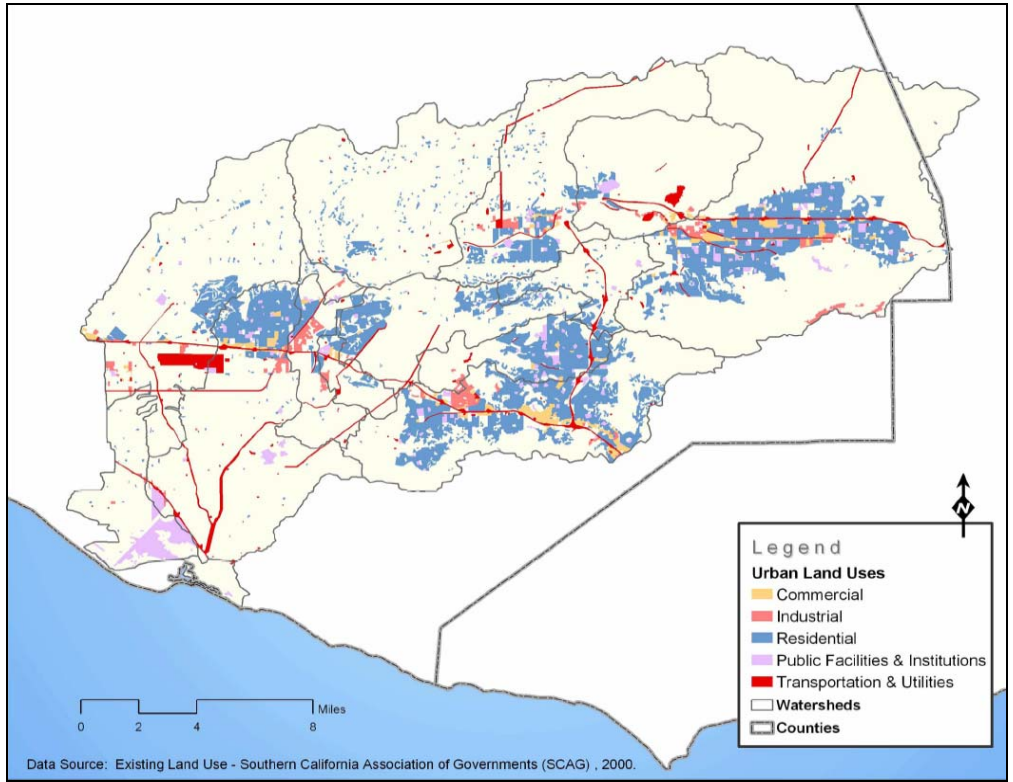 N
Legend
Urban Land Uses
Commercial
Industrial
Residential
Public Facilities & Institutions
Transportation & Utilities
Watersheds
Counties
Miles
0 2 4 8
Data Source: Existing Land Use - Southern California Association of Governments (SCAG) , 2000.